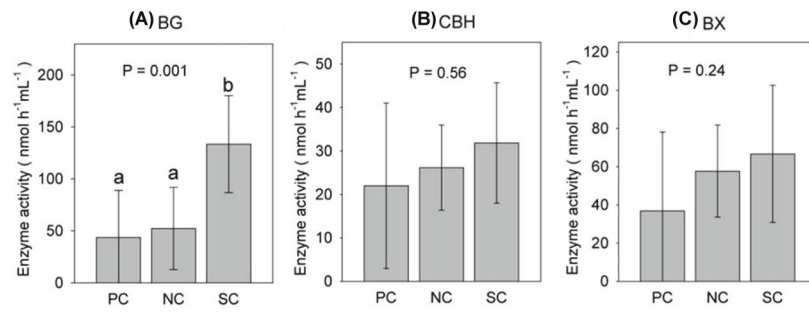 (A) BG
Enzyme activity ( nmol h⁻¹mL⁻¹)
200
150
100
50
0
P = 0.001
a
a
b
PC NC SC
(B) CBH
Enzyme activity ( nmol h⁻¹mL⁻¹)
50
40
30
20
10
0
P = 0.56
PC NC SC
(C) BX
Enzyme activity ( nmol h⁻¹mL⁻¹)
120
100
80
60
40
20
0
P = 0.24
PC NC SC